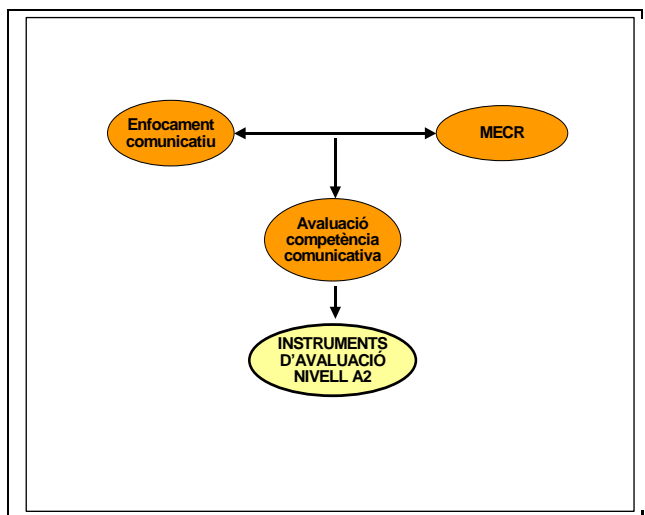 Enfocament
comunicatiu
MECR
Avaluació
competència
comunicativa
INSTRUMENTS
D'AVALUACIÓ
NIVELL A2